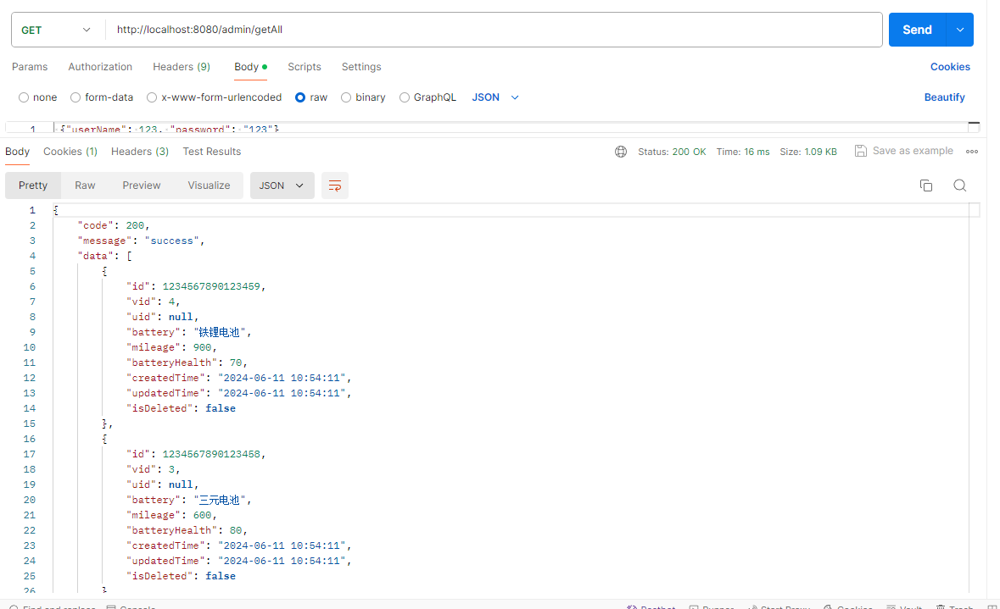 GET http://localhost:8080/admin/getAll Send
Params Authorization Headers (9) Body Scripts Settings Cookies
none form-data x-www-form-urlencoded raw binary GraphQL JSON Beautify
1 {"userName": 123, "password": "123"}
Body Cookies (1) Headers (3) Test Results Status: 200 OK Time: 16 ms Size: 1.09 KB Save as example
Pretty Raw Preview Visualize JSON
1 {
2 "code": 200,
3 "message": "success",
4 "data": [
5 {
6 "id": 1234567890123459,
7 "vid": 4,
8 "uid": null,
9 "battery": "铁锂电池",
10 "mileage": 900,
11 "batteryHealth": 70,
12 "createdTime": "2024-06-11 10:54:11",
13 "updatedTime": "2024-06-11 10:54:11",
14 "isDeleted": false
15 },
16 {
17 "id": 1234567890123458,
18 "vid": 3,
19 "uid": null,
20 "battery": "三元电池",
21 "mileage": 600,
22 "batteryHealth": 80,
23 "createdTime": "2024-06-11 10:54:11",
24 "updatedTime": "2024-06-11 10:54:11",
25 "isDeleted": false
26 }
Find and replace Console Postbot Runner Start Proxy Cookies Vault Trash